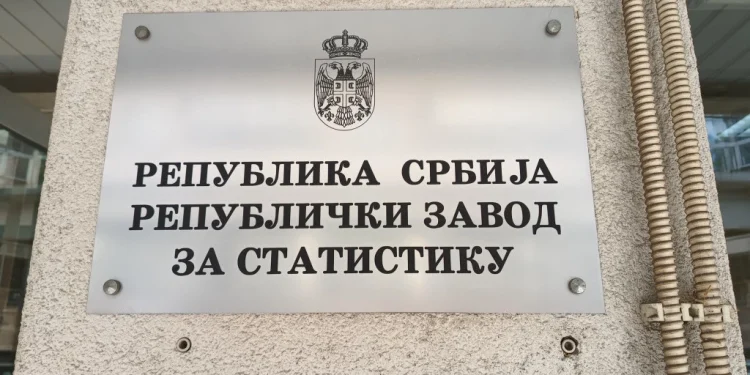 РЕПУБЛИКА СРБИЈА
РЕПУБЛИЧКИ ЗАВОД
ЗА СТАТИСТИКУ